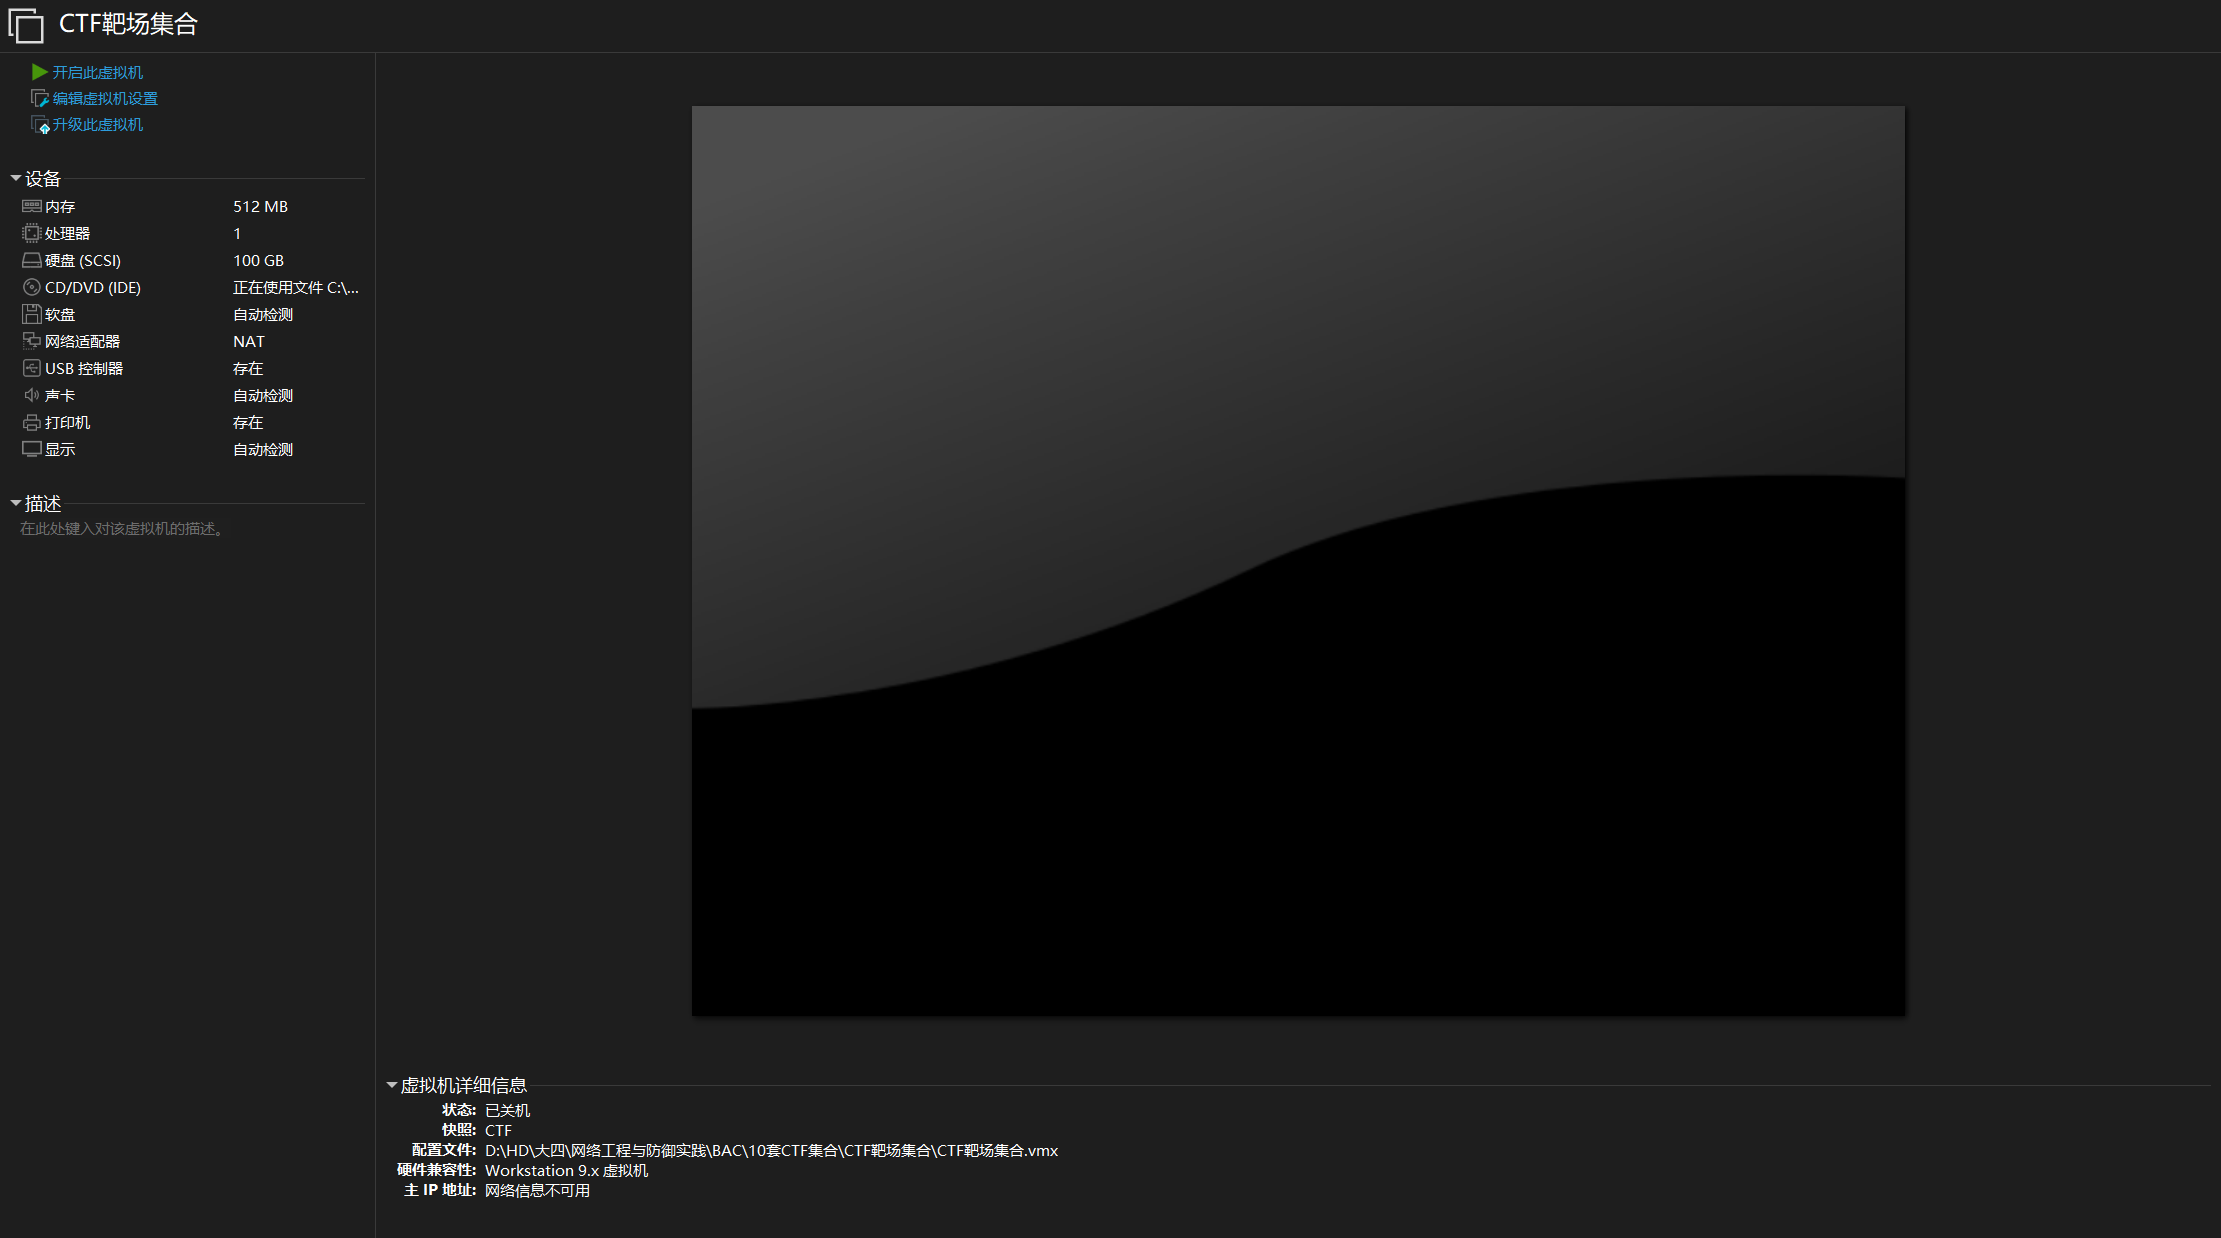 CTF靶场集合
开启此虚拟机
编辑虚拟机设置
升级此虚拟机
设备
内存 512 MB
处理器 1
硬盘 (SCSI) 100 GB
CD/DVD (IDE) 正在使用文件 C:\...
软盘 自动检测
网络适配器 NAT
USB 控制器 存在
声卡 自动检测
打印机 存在
显示 自动检测
描述
在此处键入对该虚拟机的描述。
虚拟机详细信息
状态: 已关机
快照: CTF
配置文件: D:\HD\大四\网络工程与防御实践\BAC\10套CTF集合\CTF靶场集合\CTF靶场集合.vmx
硬件兼容性: Workstation 9.x 虚拟机
主 IP 地址: 网络信息不可用